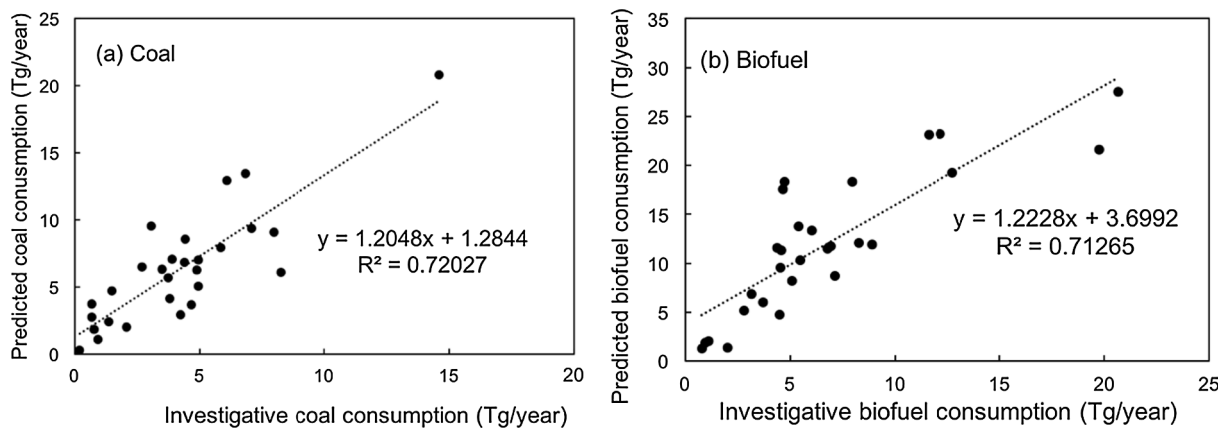 (a) Coal
Predicted coal conusmption (Tg/year)
25
20
15
10
5
0
y = 1.2048x + 1.2844
R² = 0.72027
0 5 10 15 20
Investigative coal consumption (Tg/year)
(b) Biofuel
Predicted biofuel conusmption (Tg/year)
35
30
25
20
15
10
5
0
y = 1.2228x + 3.6992
R² = 0.71265
0 5 10 15 20 25
Investigative biofuel consumption (Tg/year)